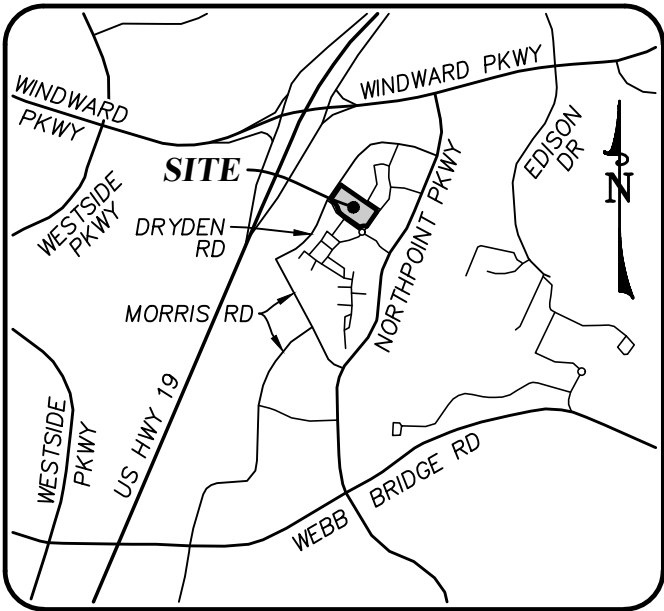 WINDWARD
PKWY
WINDWARD PKWY
SITE
EDISON
DR
N
WESTSIDE
PKWY
DRYDEN
RD
NORTHPOINT PKWY
MORRIS RD
US HWY 19
WESTSIDE
PKWY
WEBB BRIDGE RD